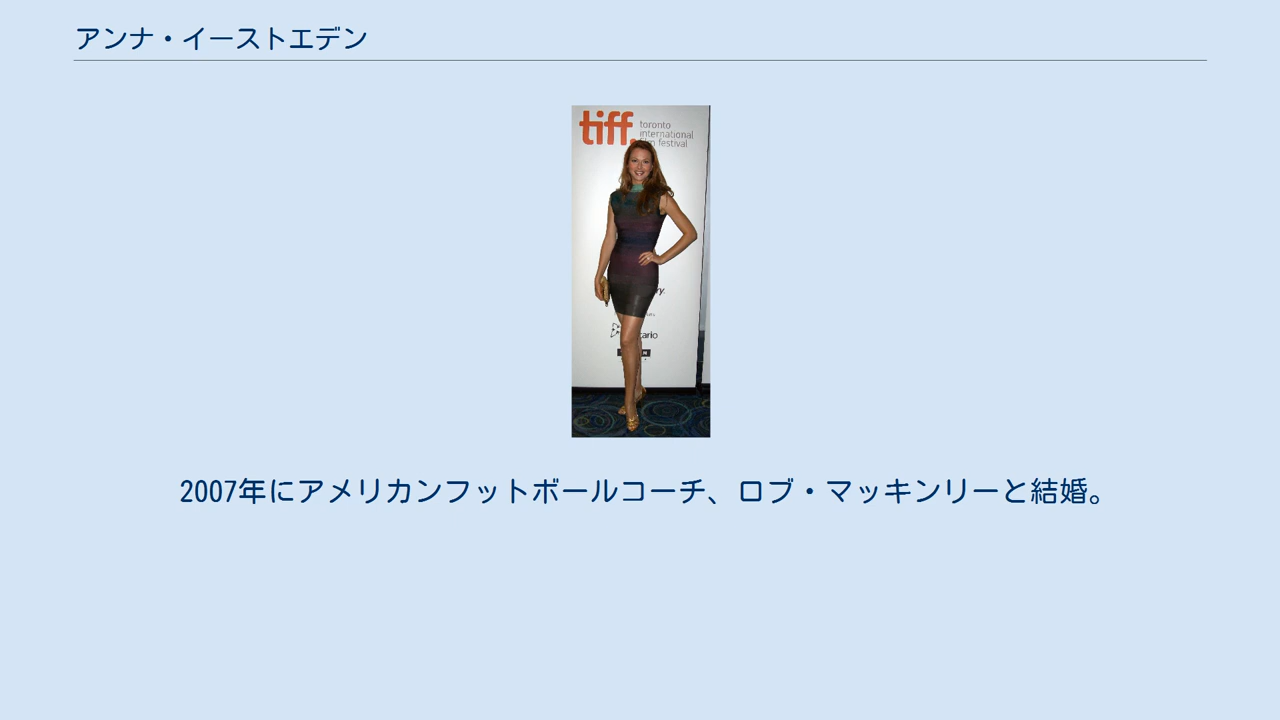 アンナ・イーストエデン
tiff.
toronto
international
film festival
2007年にアメリカンフットボールコーチ、ロブ・マッキンリーと結婚。